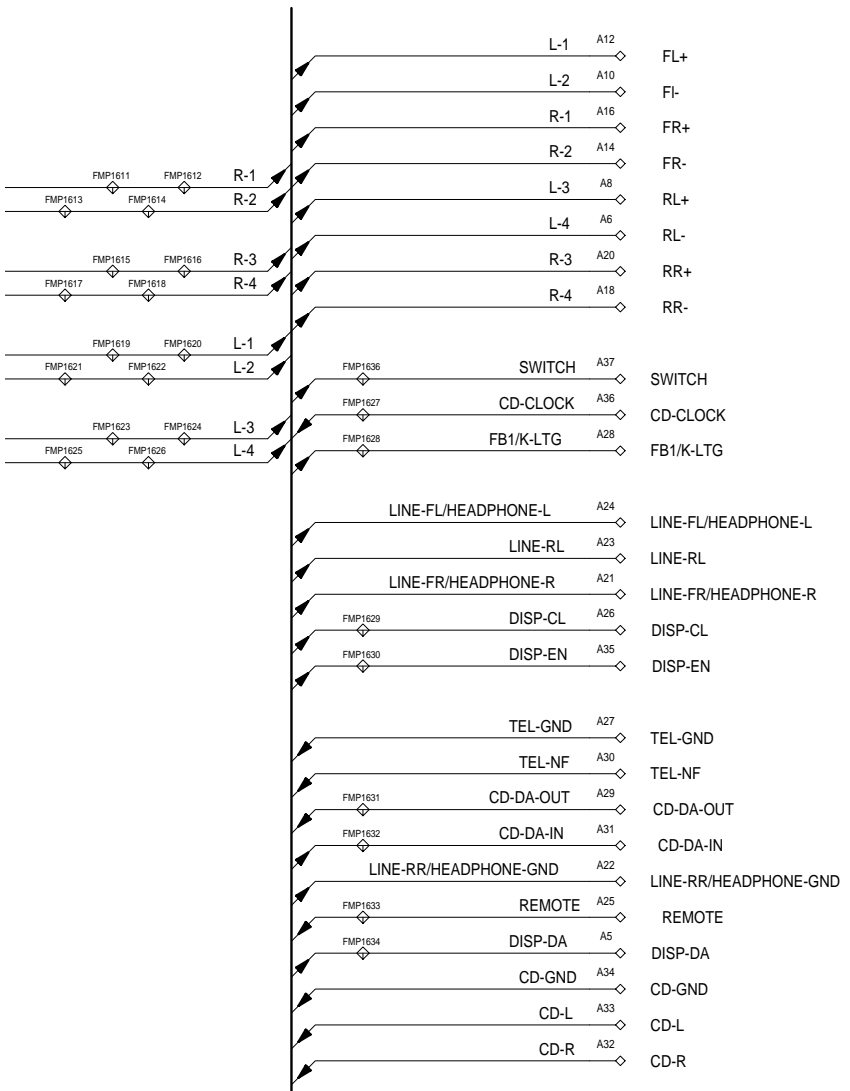 L-1 A12 FL+
L-2 A10 Fl-
R-1 A16 FR+
R-2 A14 FR-
FMP1611 FMP1612 R-1
L-3 A8 RL+
FMP1613 FMP1614 R-2
L-4 A6 RL-
FMP1615 FMP1616 R-3
R-3 A20 RR+
FMP1617 FMP1618 R-4
R-4 A18 RR-
FMP1619 FMP1620 L-1
FMP1621 FMP1622 L-2
FMP1636 SWITCH A37 SWITCH
FMP1627 CD-CLOCK A36 CD-CLOCK
FMP1623 FMP1624 L-3
FMP1628 FB1/K-LTG A28 FB1/K-LTG
FMP1625 FMP1626 L-4
LINE-FL/HEADPHONE-L A24 LINE-FL/HEADPHONE-L
LINE-RL A23 LINE-RL
LINE-FR/HEADPHONE-R A21 LINE-FR/HEADPHONE-R
FMP1629 DISP-CL A26 DISP-CL
FMP1630 DISP-EN A35 DISP-EN
TEL-GND A27 TEL-GND
TEL-NF A30 TEL-NF
FMP1631 CD-DA-OUT A29 CD-DA-OUT
FMP1632 CD-DA-IN A31 CD-DA-IN
LINE-RR/HEADPHONE-GND A22 LINE-RR/HEADPHONE-GND
FMP1633 REMOTE A25 REMOTE
FMP1634 DISP-DA A5 DISP-DA
CD-GND A34 CD-GND
CD-L A33 CD-L
CD-R A32 CD-R